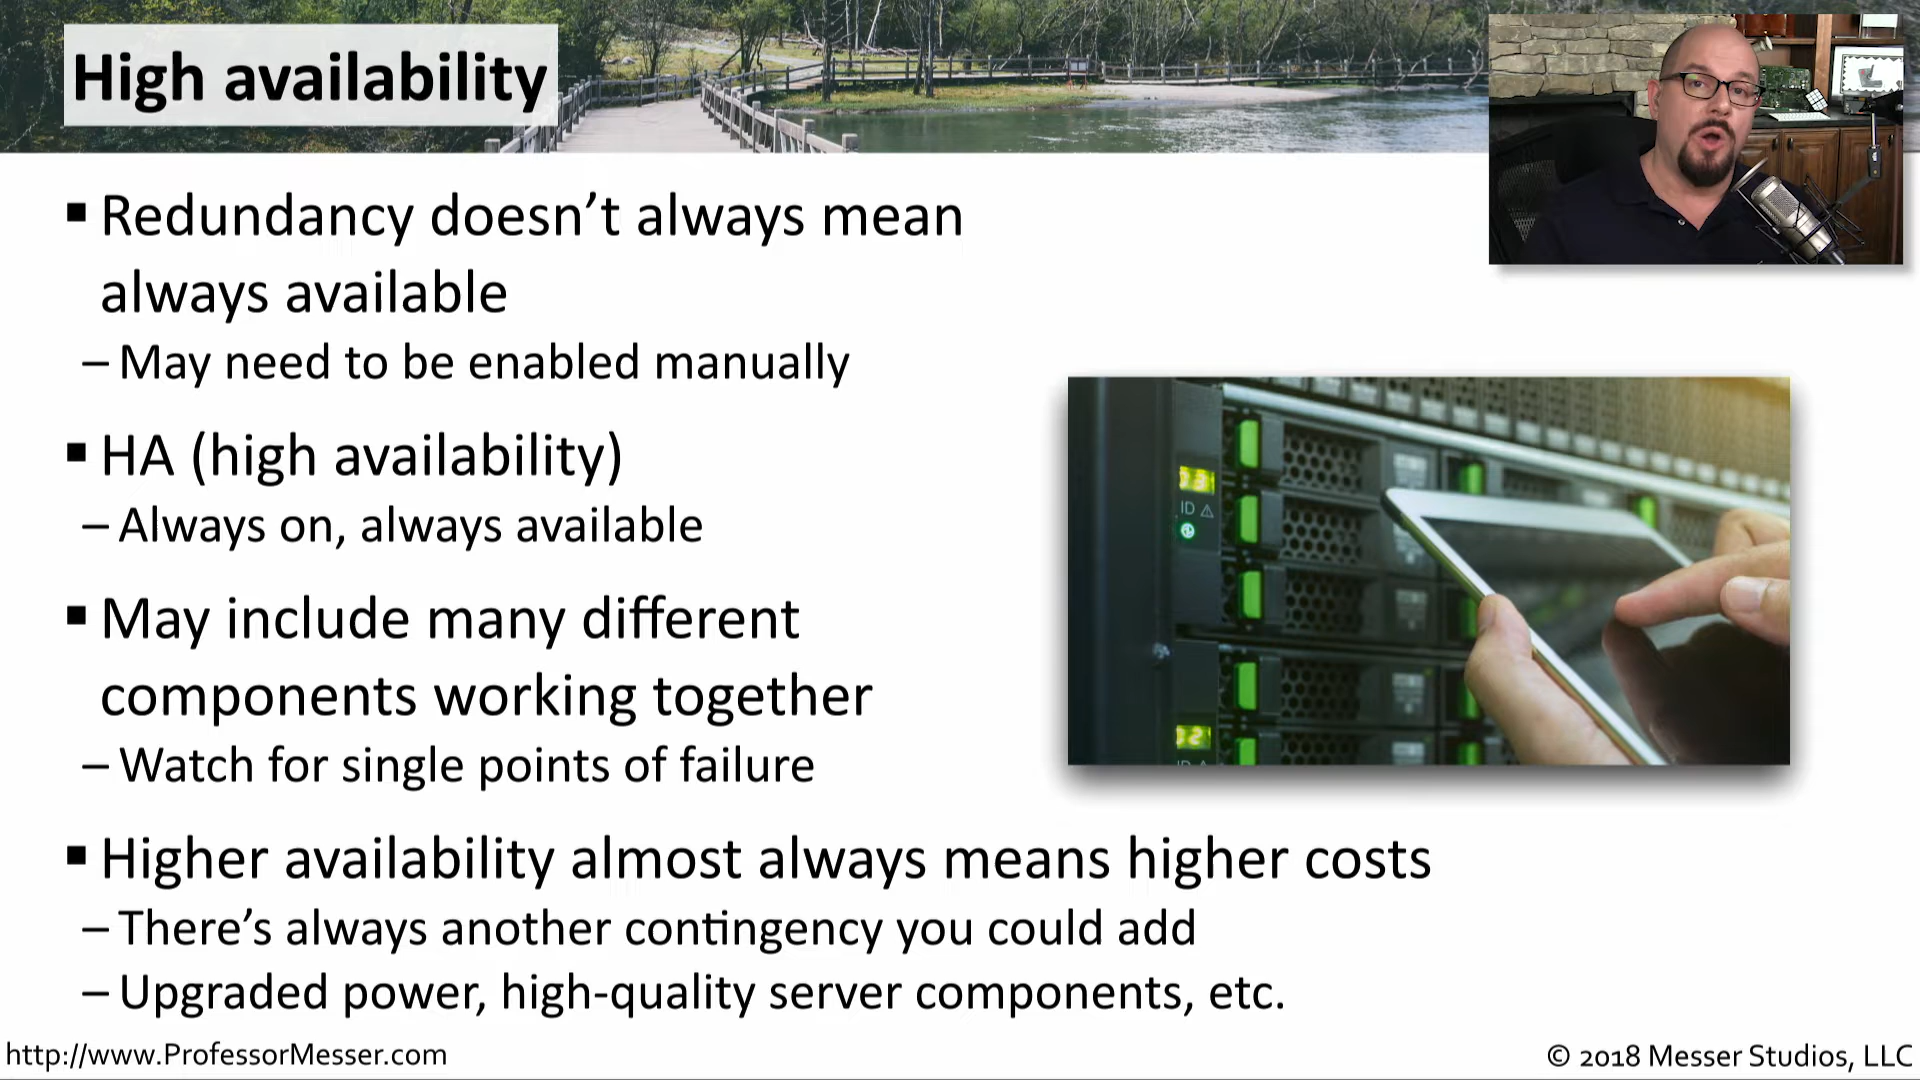 High availability
▪ Redundancy doesn’t always mean
always available
– May need to be enabled manually
▪ HA (high availability)
– Always on, always available
▪ May include many different
components working together
– Watch for single points of failure
▪ Higher availability almost always means higher costs
– There’s always another contingency you could add
– Upgraded power, high-quality server components, etc.
ID
http://www.ProfessorMesser.com
© 2018 Messer Studios, LLC